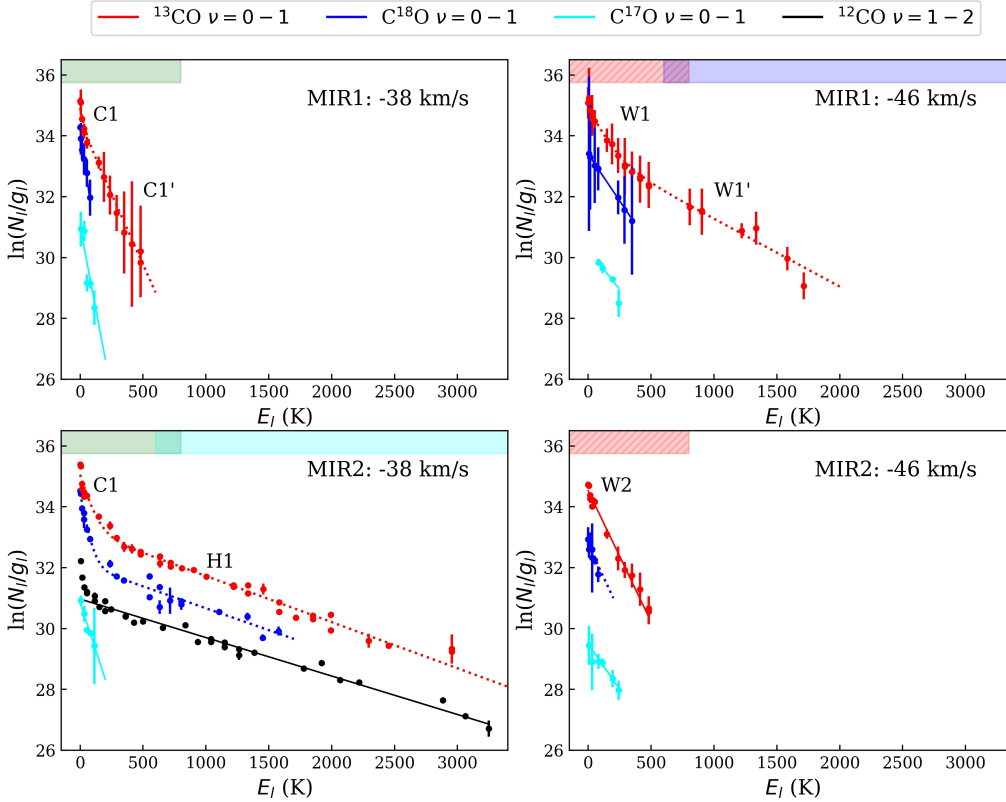 ¹³CO ν = 0 − 1 C¹⁸O ν = 0 − 1 C¹⁷O ν = 0 − 1 ¹²CO ν = 1 − 2
MIR1: -38 km/s
C1
C1'
ln(N_l/g_l)
36
34
32
30
28
26
0 500 1000 1500 2000 2500 3000
E_l (K)
MIR1: -46 km/s
W1
W1'
ln(N_l/g_l)
36
34
32
30
28
26
0 500 1000 1500 2000 2500 3000
E_l (K)
MIR2: -38 km/s
C1
H1
ln(N_l/g_l)
36
34
32
30
28
26
0 500 1000 1500 2000 2500 3000
E_l (K)
MIR2: -46 km/s
W2
ln(N_l/g_l)
36
34
32
30
28
26
0 500 1000 1500 2000 2500 3000
E_l (K)